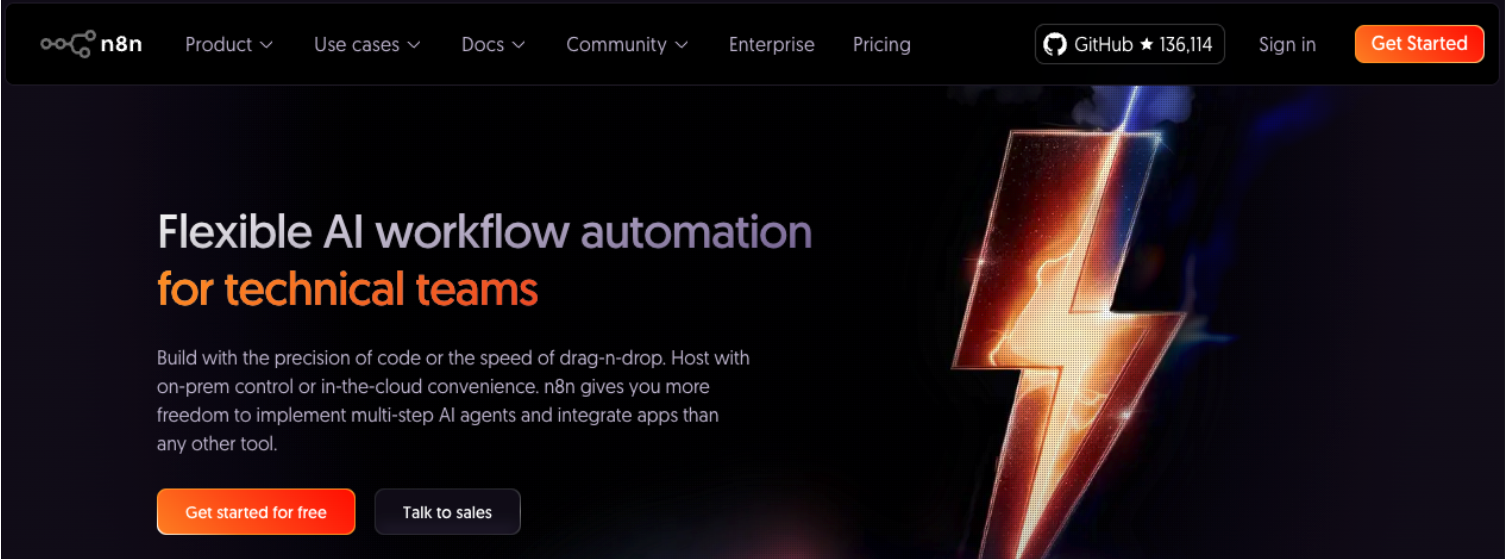 n8n Product Use cases Docs Community Enterprise Pricing GitHub ★ 136,114 Sign in Get Started
Flexible AI workflow automation
for technical teams
Build with the precision of code or the speed of drag-n-drop. Host with
on-prem control or in-the-cloud convenience. n8n gives you more
freedom to implement multi-step AI agents and integrate apps than
any other tool.
Get started for free Talk to sales